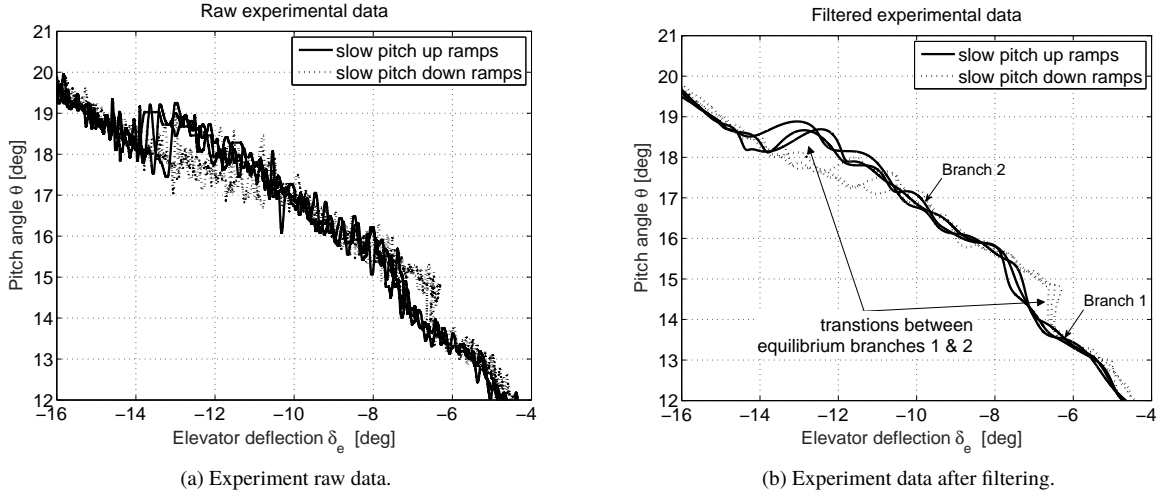 Raw experimental data
slow pitch up ramps
slow pitch down ramps
21
20
19
18
17
16
15
14
13
12
Pitch angle θ [deg]
−16 −14 −12 −10 −8 −6 −4
Elevator deflection δ_e [deg]
(a) Experiment raw data.
Filtered experimental data
slow pitch up ramps
slow pitch down ramps
21
20
19
18
17
16
15
14
13
12
Pitch angle θ [deg]
Branch 2
Branch 1
transtions between
equilibrium branches 1 & 2
−16 −14 −12 −10 −8 −6 −4
Elevator deflection δ_e [deg]
(b) Experiment data after filtering.